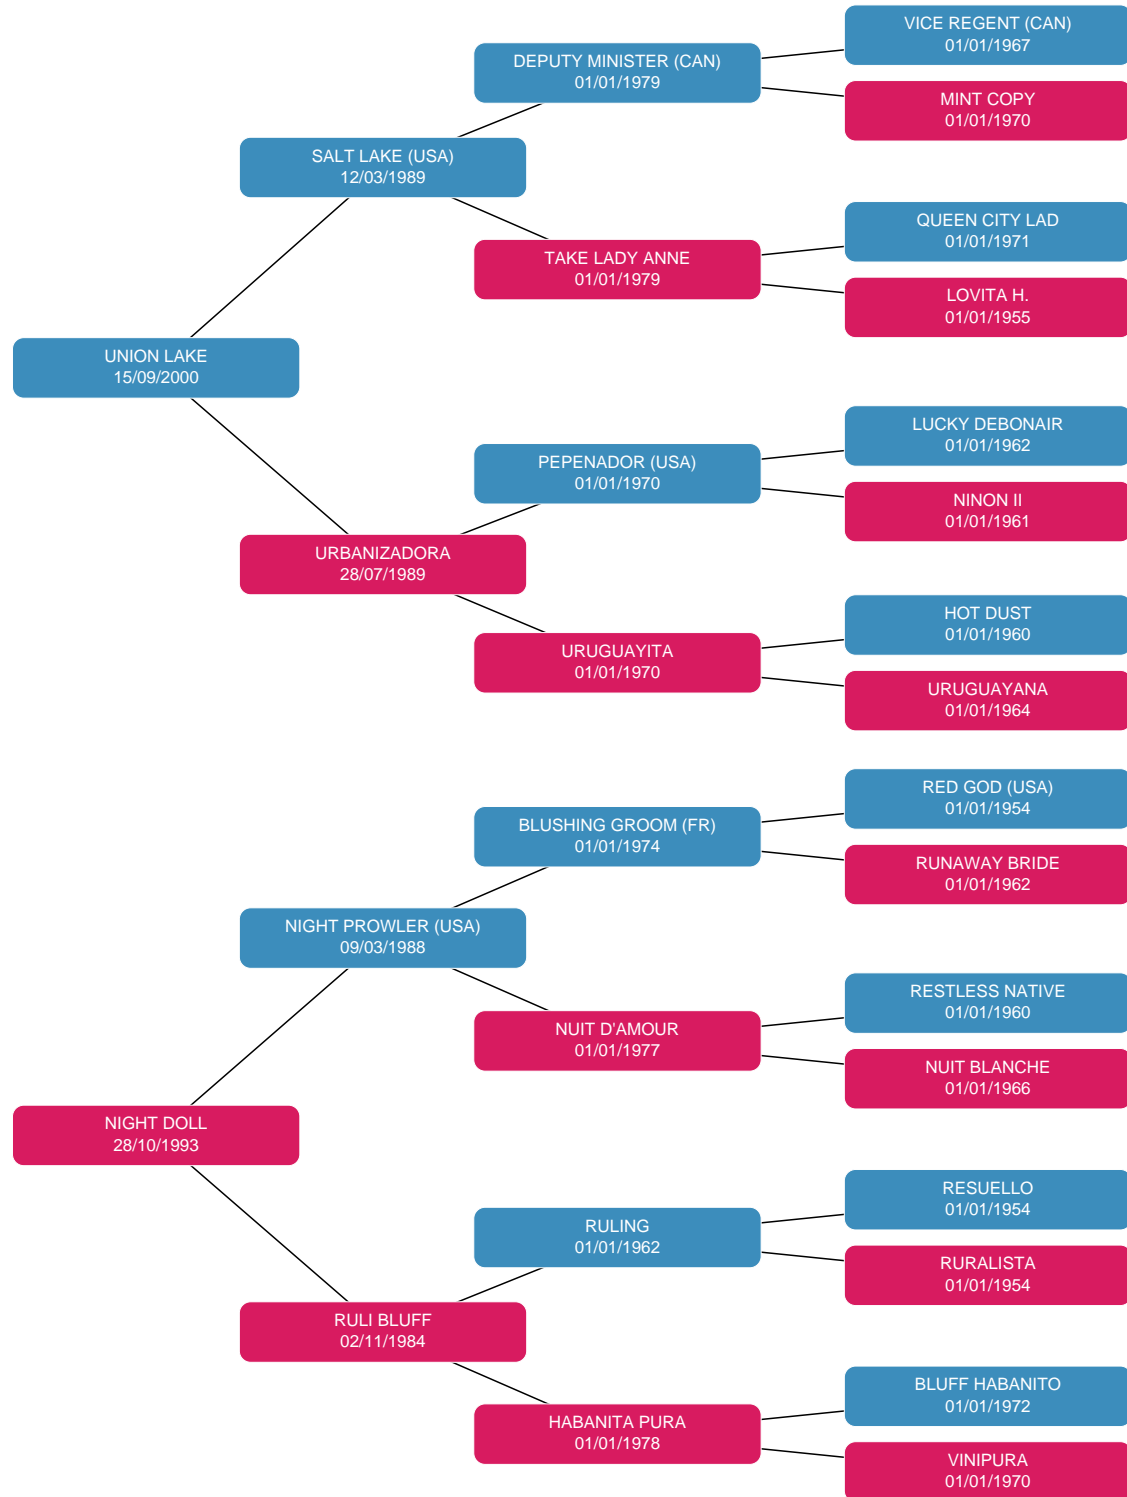 VICE REGENT (CAN)
01/01/1967
DEPUTY MINISTER (CAN)
01/01/1979
MINT COPY
01/01/1970
SALT LAKE (USA)
12/03/1989
QUEEN CITY LAD
01/01/1971
TAKE LADY ANNE
01/01/1979
LOVITA H.
01/01/1955
UNION LAKE
15/09/2000
LUCKY DEBONAIR
01/01/1962
PEPENADOR (USA)
01/01/1970
NINON II
01/01/1961
URBANIZADORA
28/07/1989
HOT DUST
01/01/1960
URUGUAYITA
01/01/1970
URUGUAYANA
01/01/1964
RED GOD (USA)
01/01/1954
BLUSHING GROOM (FR)
01/01/1974
RUNAWAY BRIDE
01/01/1962
NIGHT PROWLER (USA)
09/03/1988
RESTLESS NATIVE
01/01/1960
NUIT D'AMOUR
01/01/1977
NUIT BLANCHE
01/01/1966
NIGHT DOLL
28/10/1993
RESUELLO
01/01/1954
RULING
01/01/1962
RURALISTA
01/01/1954
RULI BLUFF
02/11/1984
BLUFF HABANITO
01/01/1972
HABANITA PURA
01/01/1978
VINIPURA
01/01/1970